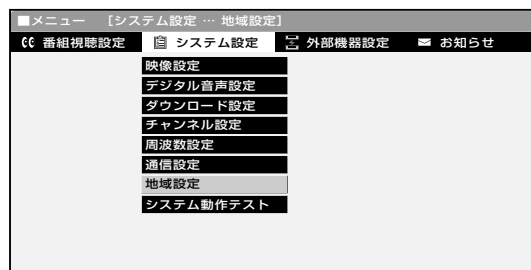 ■メニュー [システム設定 … 地域設定]
番組視聴設定 システム設定 外部機器設定 お知らせ
映像設定
デジタル音声設定
ダウンロード設定
チャンネル設定
周波数設定
通信設定
地域設定
システム動作テスト